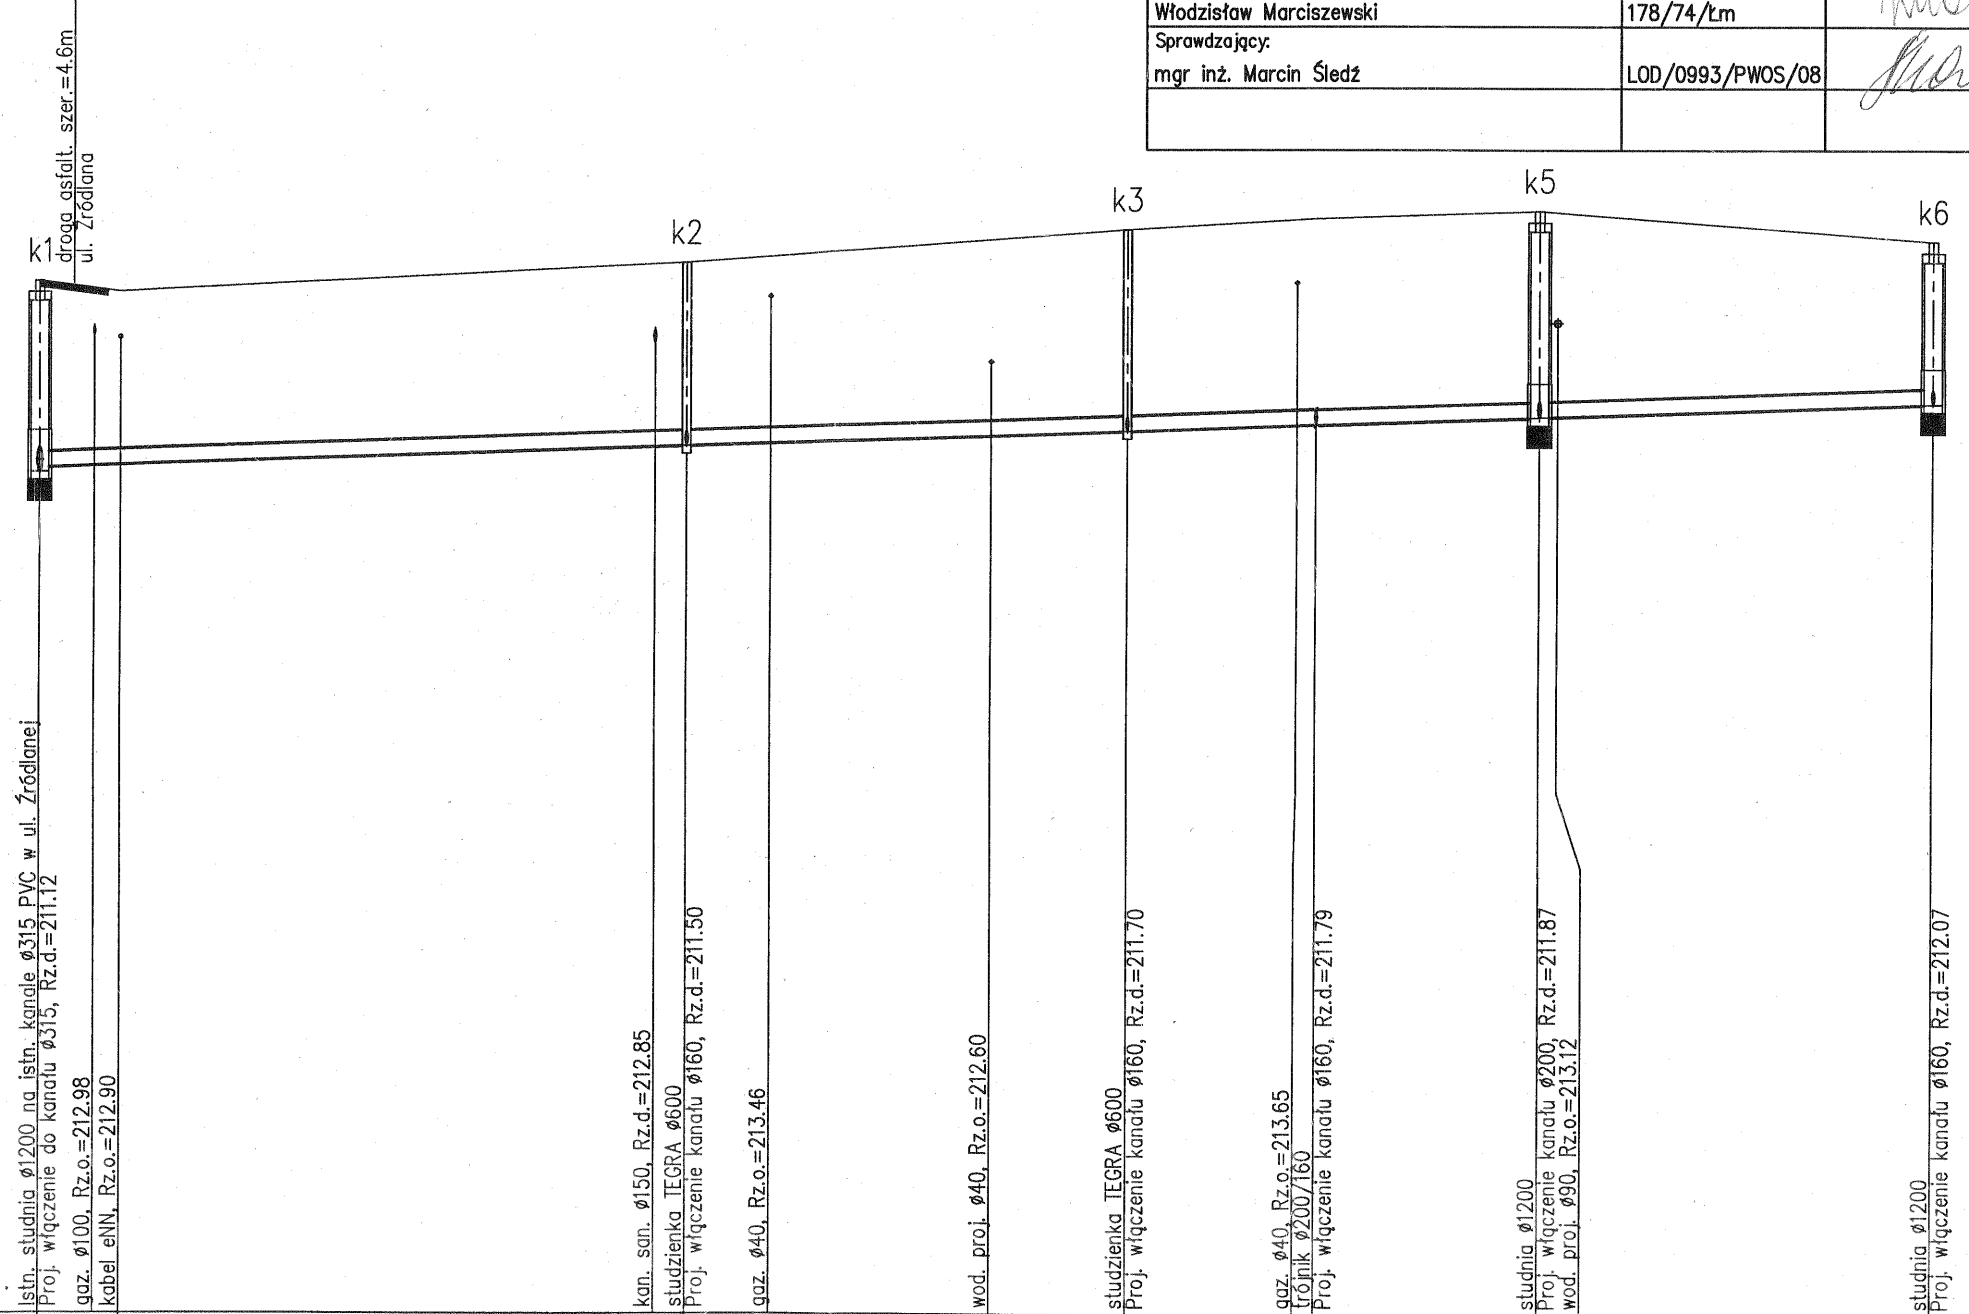 Włodzisław Marciszewski
178/74/Łm
Sprawdzający:
mgr inż. Marcin Śledź
LOD/0993/PWOS/08
droga asfalt. szer.=4.6m
ul. Źródlana
k1
k2
k3
k5
k6
Istn. studnia ø1200 na istn. kanale ø315 PVC w ul. Źródlanej
Proj. włączenie do kanału ø315, Rz.d.=211.12
gaz. ø100, Rz.o.=212.98
kabel eNN, Rz.o.=212.90
kan. san. ø150, Rz.d.=212.85
studzienka TEGRA ø600
Proj. włączenie kanału ø160, Rz.d.=211.50
gaz. ø40, Rz.o.=213.46
wod. proj. ø40, Rz.o.=212.60
studzienka TEGRA ø600
Proj. włączenie kanału ø160, Rz.d.=211.70
gaz. ø40, Rz.o.=213.65
trójnik ø200/160
Proj. włączenie kanału ø160, Rz.d.=211.79
studnia ø1200
Proj. włączenie kanału ø200, Rz.d.=211.87
wod. proj. ø90, Rz.o.=213.12
studnia ø1200
Proj. włączenie kanału ø160, Rz.d.=212.07